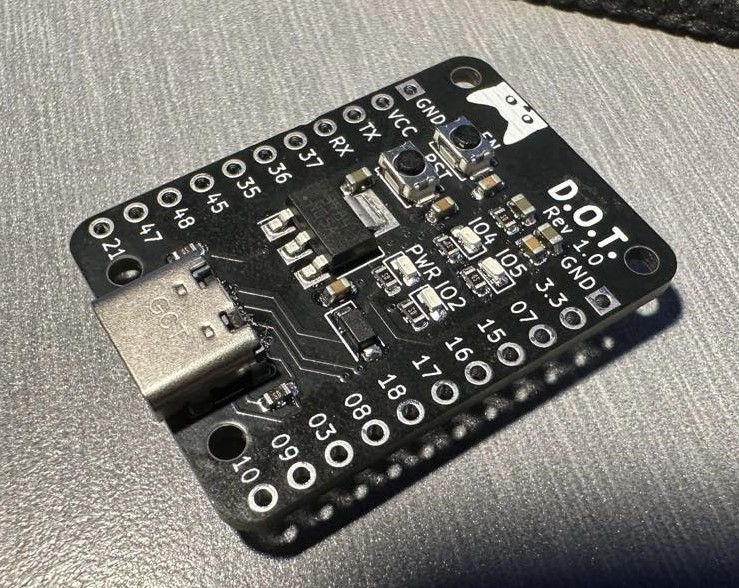 GND
VCC
TX
RX
37
36
35
45
48
47
21
EN
RST
D.O.T.
Rev 1.0
IO4
IO5
PWR
IO2
GND
3.3
07
15
16
17
18
08
03
09
10